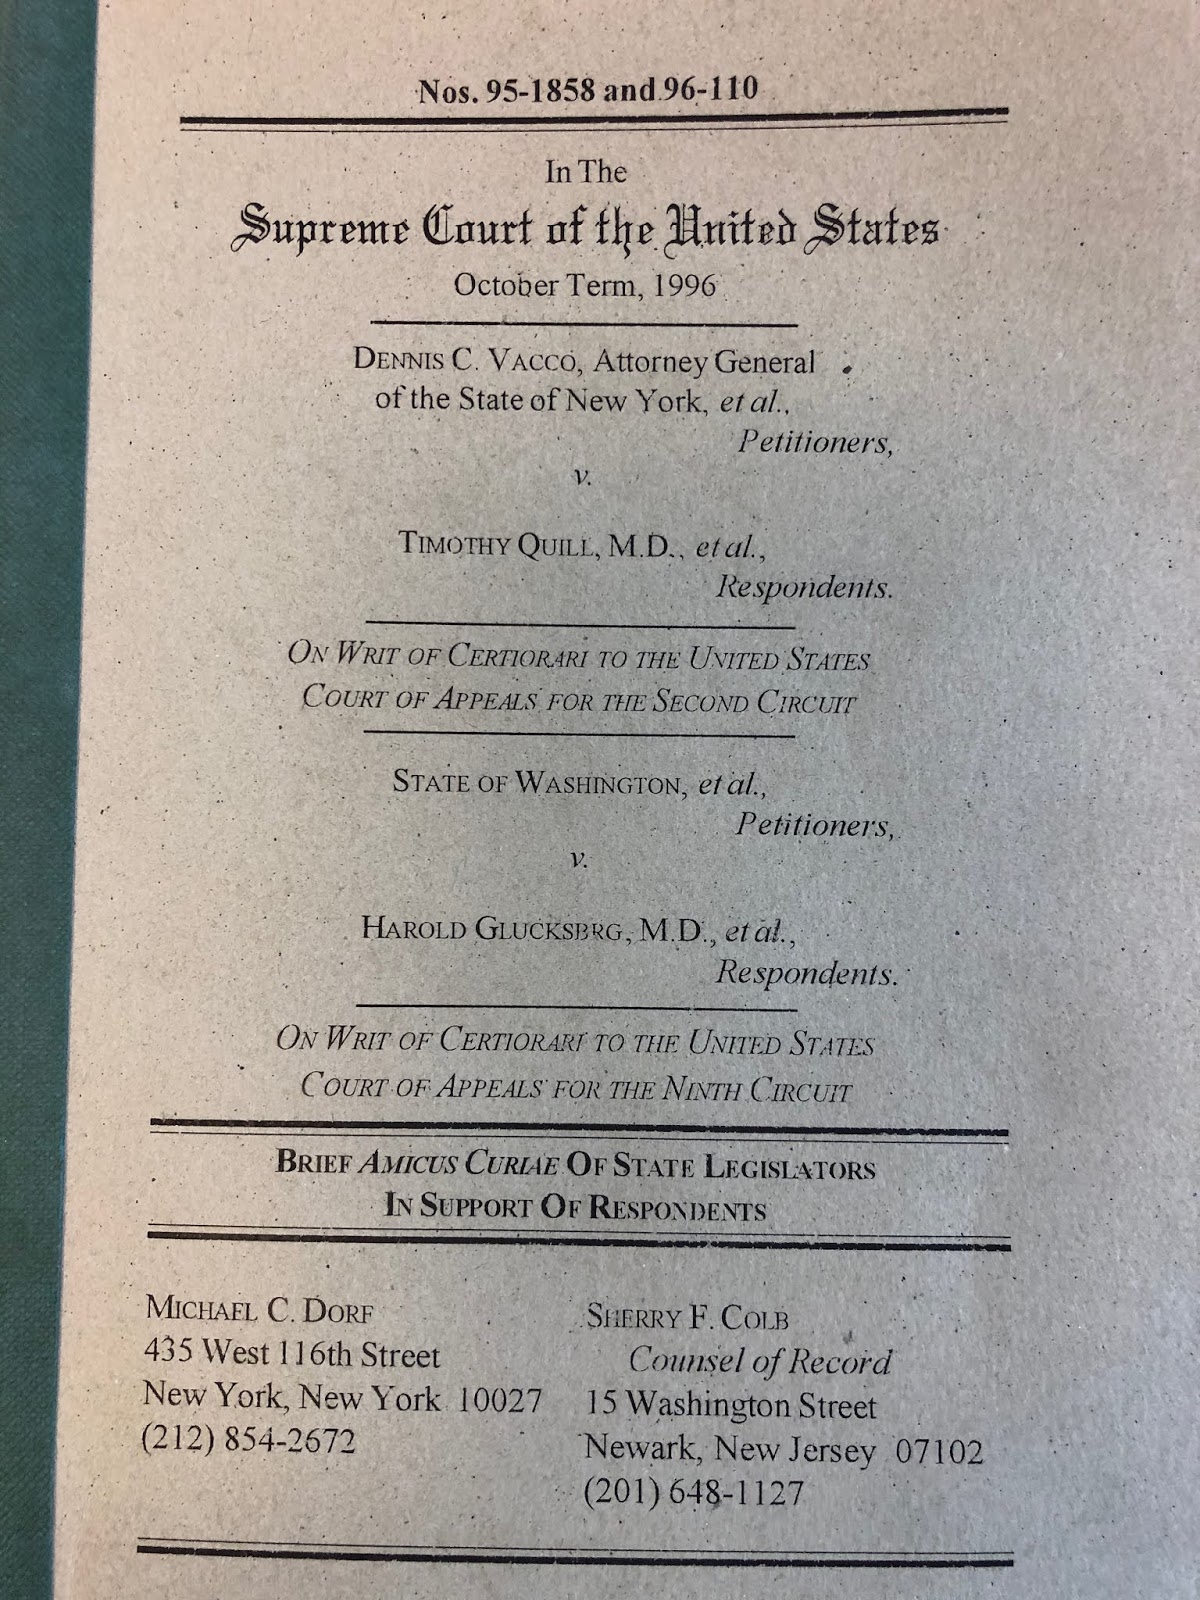 Nos. 95-1858 and 96-110
In The
Supreme Court of the United States
October Term, 1996
DENNIS C. VACCO, Attorney General
of the State of New York, et al.,
Petitioners,
v.
TIMOTHY QUILL, M.D., et al.,
Respondents.
ON WRIT OF CERTIORARI TO THE UNITED STATES
COURT OF APPEALS FOR THE SECOND CIRCUIT
STATE OF WASHINGTON, et al.,
Petitioners,
v.
HAROLD GLUCKSBRG, M.D., et al.,
Respondents.
ON WRIT OF CERTIORARI TO THE UNITED STATES
COURT OF APPEALS FOR THE NINTH CIRCUIT
BRIEF AMICUS CURIAE OF STATE LEGISLATORS
IN SUPPORT OF RESPONDENTS
MICHAEL C. DORF
435 West 116th Street
New York, New York 10027
(212) 854-2672
SHERRY F. COLB
Counsel of Record
15 Washington Street
Newark, New Jersey 07102
(201) 648-1127